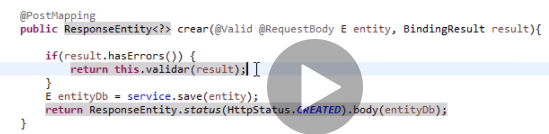 @PostMapping
public ResponseEntity<?> crear(@Valid @RequestBody E entity, BindingResult result){
if(result.hasErrors()) {
return this.validar(result);
}
E entityDb = service.save(entity);
return ResponseEntity.status(HttpStatus.CREATED).body(entityDb);
}